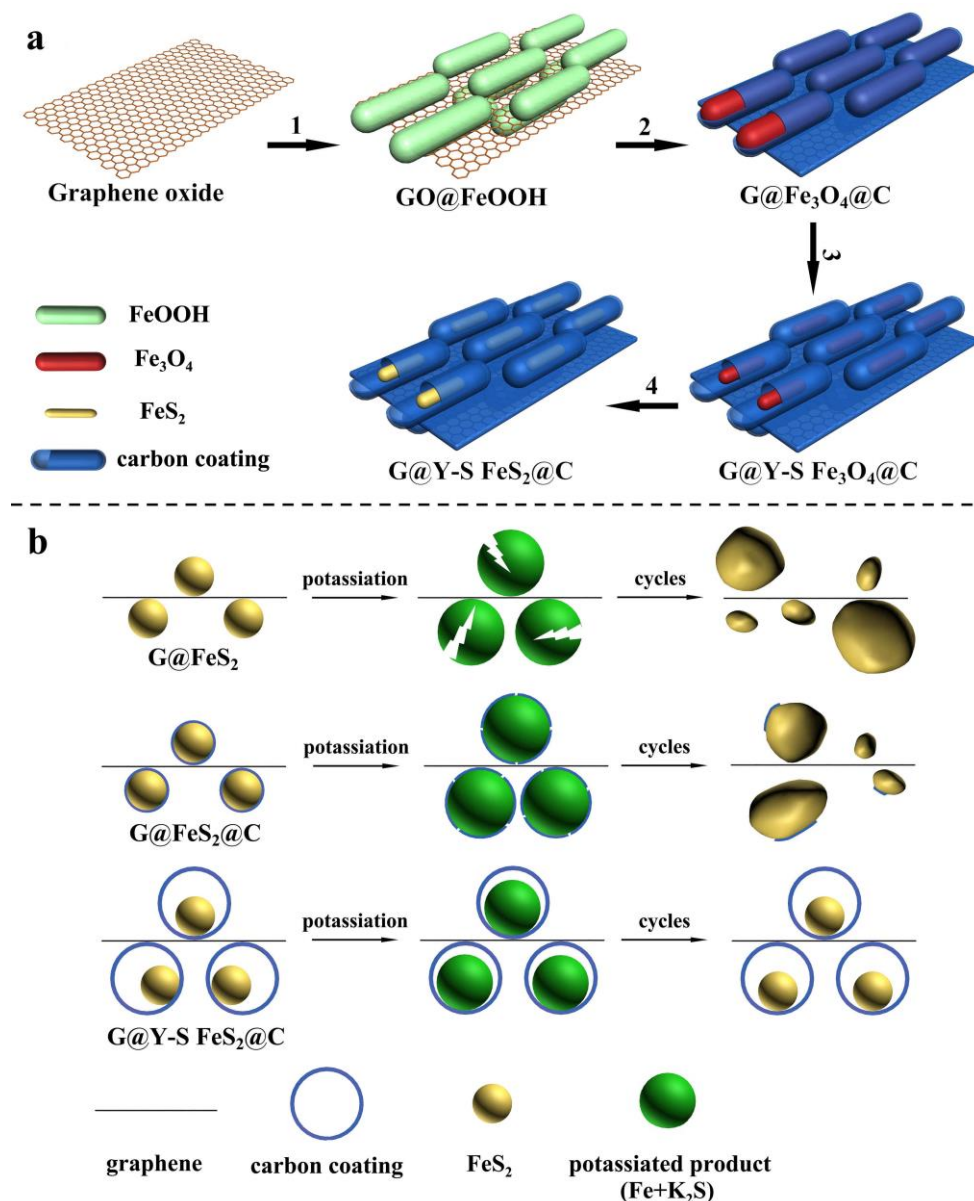 a
1
2
Graphene oxide
GO@FeOOH
G@Fe₃O₄@C
3
FeOOH
Fe₃O₄
FeS₂
carbon coating
4
G@Y-S FeS₂@C
G@Y-S Fe₃O₄@C
b
potassiation
cycles
G@FeS₂
potassiation
cycles
G@FeS₂@C
potassiation
cycles
G@Y-S FeS₂@C
graphene
carbon coating
FeS₂
potassiated product
(Fe+K₂S)